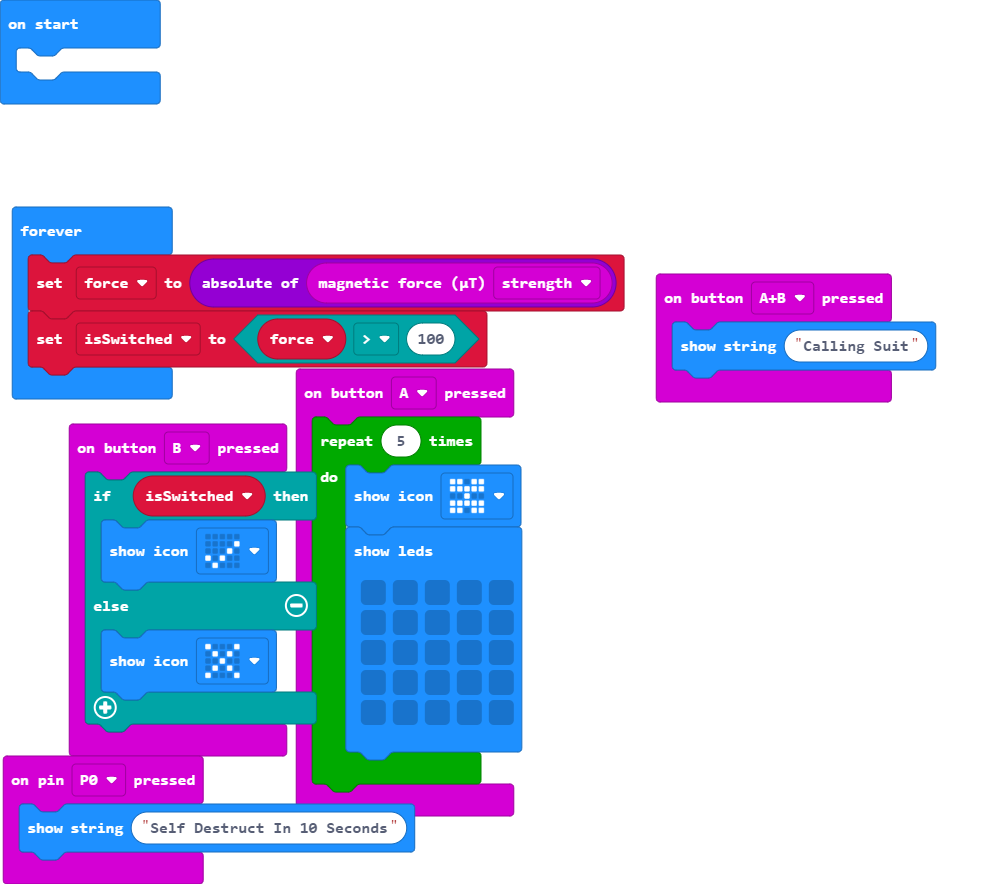 on start
forever
set force to absolute of magnetic force (µT) strength
set isSwitched to force > 100
on button A+B pressed
show string "Calling Suit"
on button A pressed
repeat 5 times
do
show icon
show leds
on button B pressed
if isSwitched then
show icon
else
show icon
on pin P0 pressed
show string "Self Destruct In 10 Seconds"